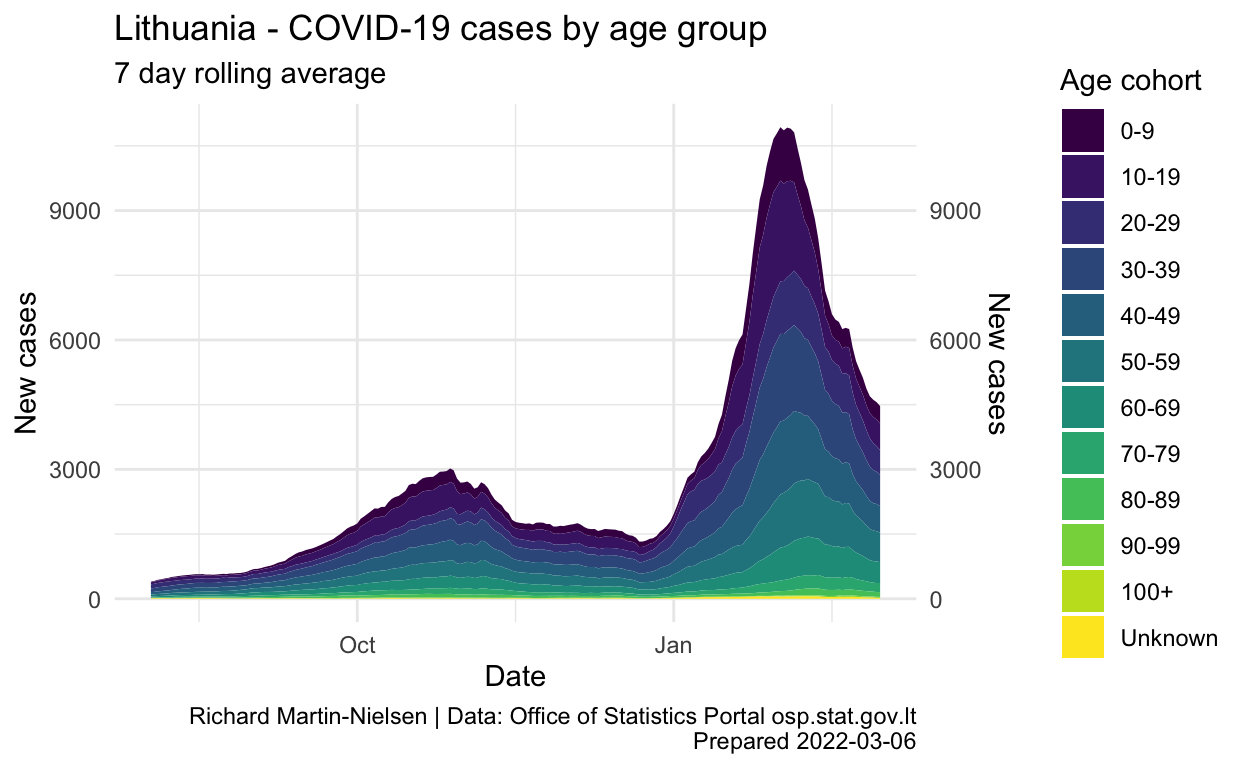 Lithuania - COVID-19 cases by age group
7 day rolling average
New cases
9000
6000
3000
0
Oct
Jan
Date
9000
6000
3000
0
New cases
Age cohort
0-9
10-19
20-29
30-39
40-49
50-59
60-69
70-79
80-89
90-99
100+
Unknown
Richard Martin-Nielsen | Data: Office of Statistics Portal osp.stat.gov.lt
Prepared 2022-03-06